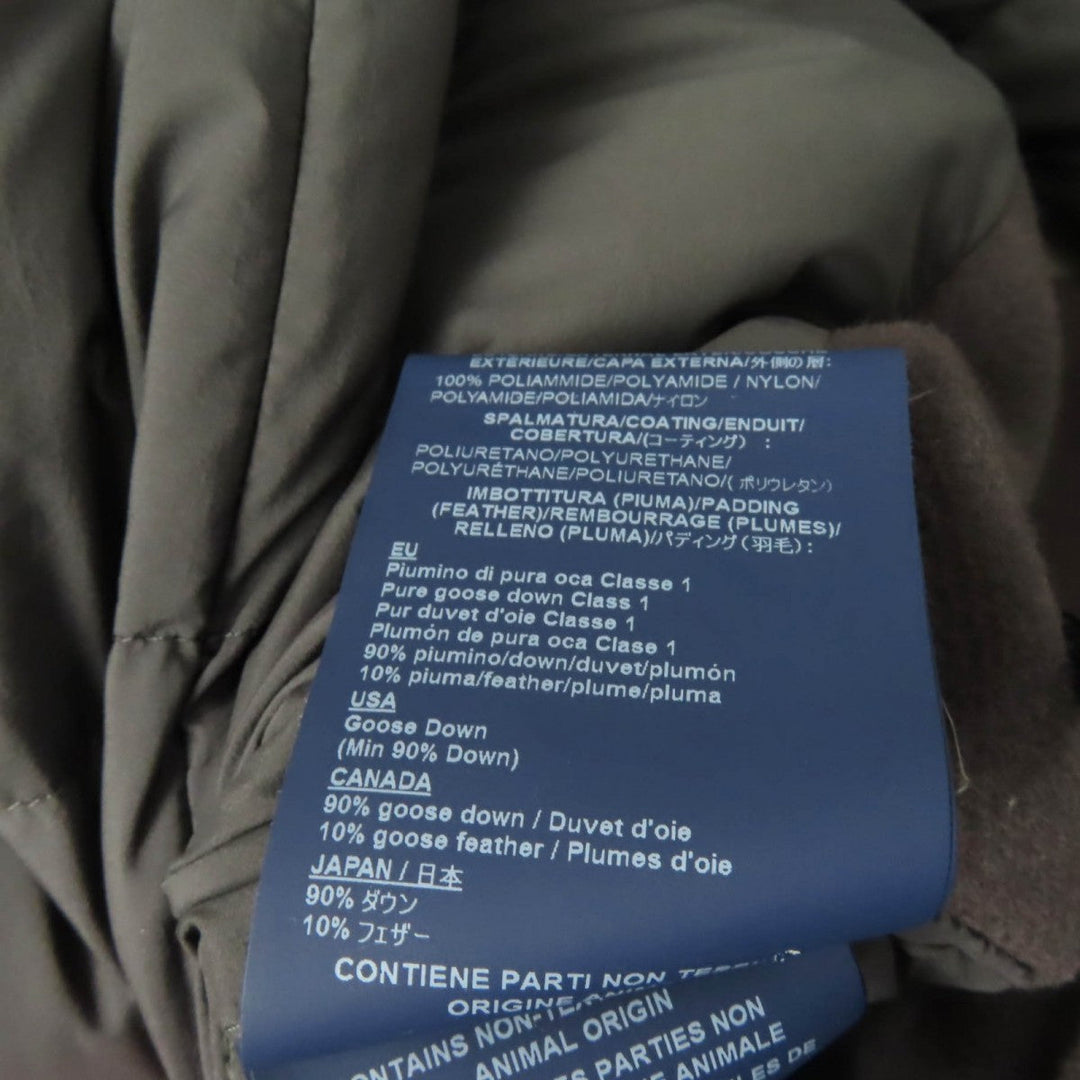 EXTÉRIEURE/CAPA EXTERNA/外側の層:
100% POLIAMMIDE/POLYAMIDE / NYLON/
POLYAMIDE/POLIAMIDA/ナイロン
SPALMATURA/COATING/ENDUIT/
COBERTURA/(コーティング) :
POLIURETANO/POLYURETHANE/
POLYURÉTHANE/POLIURETANO/( ポリウレタン)
IMBOTTITURA (PIUMA)/PADDING
(FEATHER)/REMBOURRAGE (PLUMES)/
RELLENO (PLUMA)/パディング(羽毛):
EU
Piumino di pura oca Classe 1
Pure goose down Class 1
Pur duvet d'oie Classe 1
Plumón de pura oca Classe 1
90% piumino/down/duvet/plumón
10% piuma/feather/plume/pluma
USA
Goose Down
(Min 90% Down)
CANADA
90% goose down / Duvet d'oie
10% goose feather / Plumes d'oie
JAPAN / 日本
90% ダウン
10% フェザー
CONTIENE PARTI NON
ORIGINE
ONTAINS NON-TE
ANIMAL ORIGIN
PARTIES NON
ANIMALE
DE